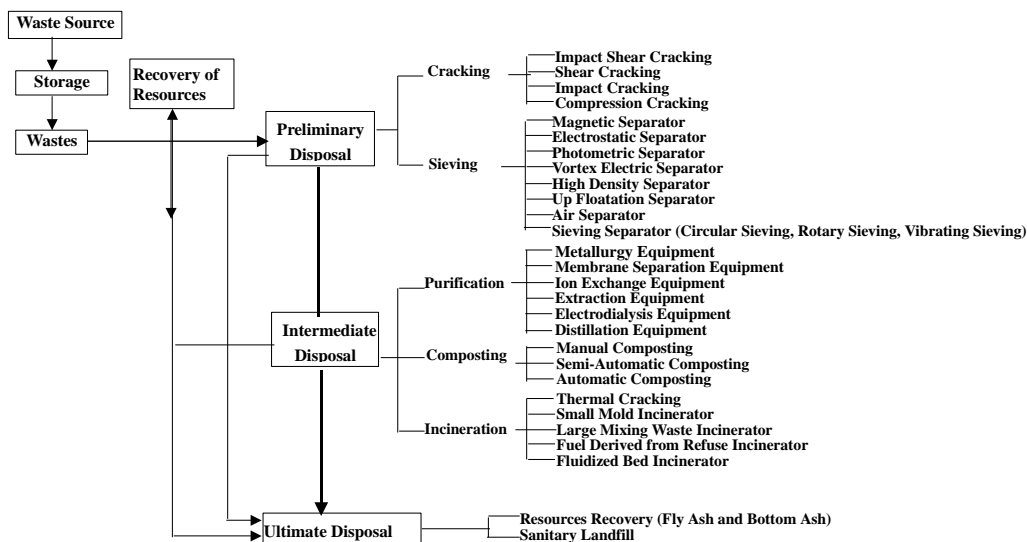 Waste Source
Storage
Wastes
Recovery of
Resources
Preliminary
Disposal
Cracking
Impact Shear Cracking
Shear Cracking
Impact Cracking
Compression Cracking
Sieving
Magnetic Separator
Electrostatic Separator
Photometric Separator
Vortex Electric Separator
High Density Separator
Up Floatation Separator
Air Separator
Sieving Separator (Circular Sieving, Rotary Sieving, Vibrating Sieving)
Intermediate
Disposal
Purification
Metallurgy Equipment
Membrane Separation Equipment
Ion Exchange Equipment
Extraction Equipment
Electrodialysis Equipment
Distillation Equipment
Composting
Manual Composting
Semi-Automatic Composting
Automatic Composting
Incineration
Thermal Cracking
Small Mold Incinerator
Large Mixing Waste Incinerator
Fuel Derived from Refuse Incinerator
Fluidized Bed Incinerator
Ultimate Disposal
Resources Recovery (Fly Ash and Bottom Ash)
Sanitary Landfill